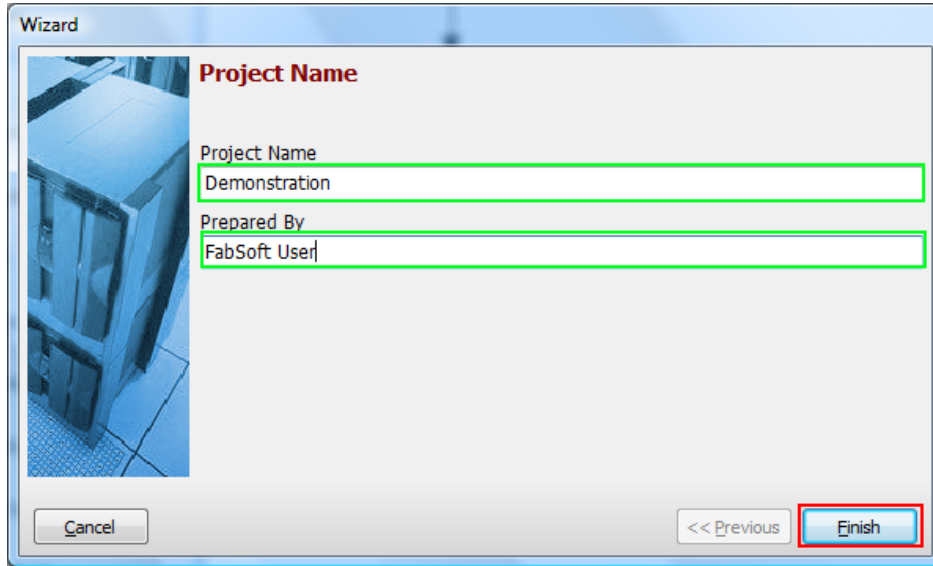 Wizard
Project Name
Project Name
Demonstration
Prepared By
FabSoft User
Cancel
<< Previous
Finish